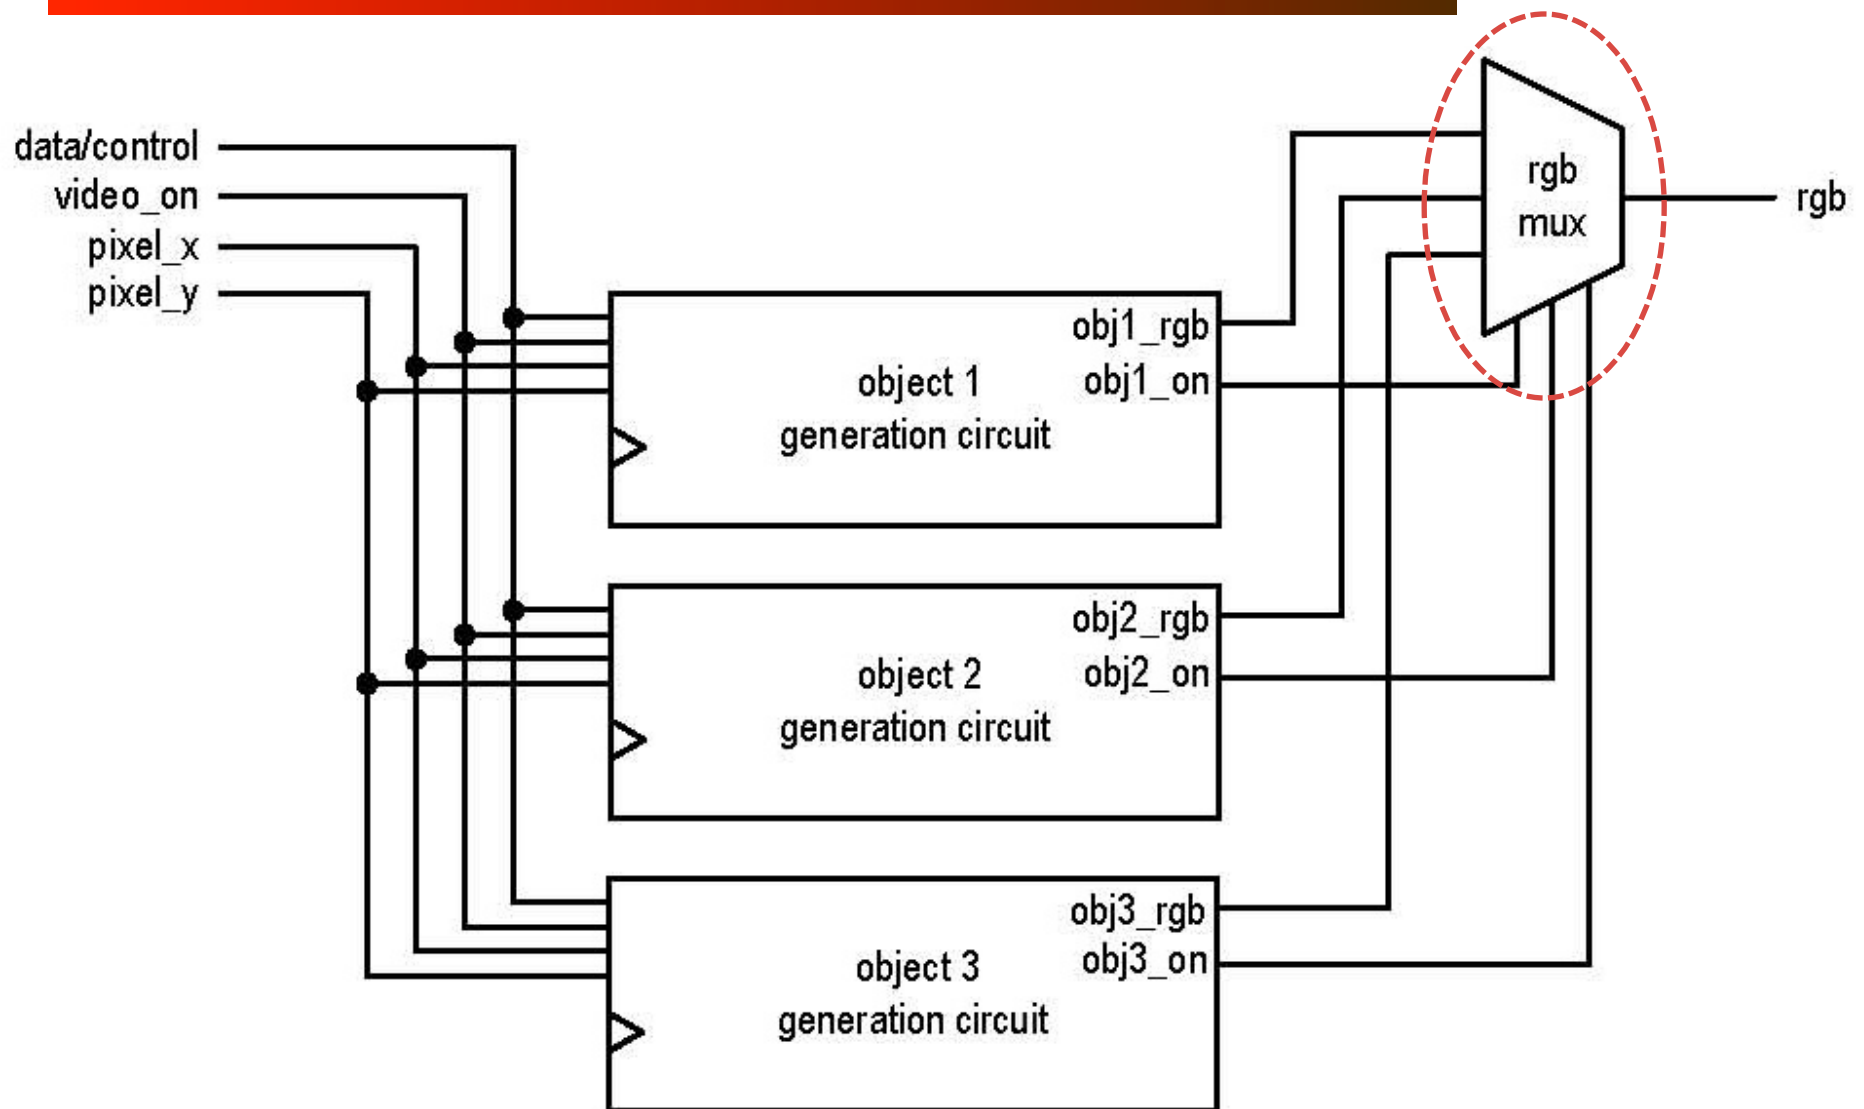 data/control
video_on
pixel_x
pixel_y
rgb
mux
rgb
obj1_rgb
obj1_on
object 1
generation circuit
obj2_rgb
obj2_on
object 2
generation circuit
obj3_rgb
obj3_on
object 3
generation circuit